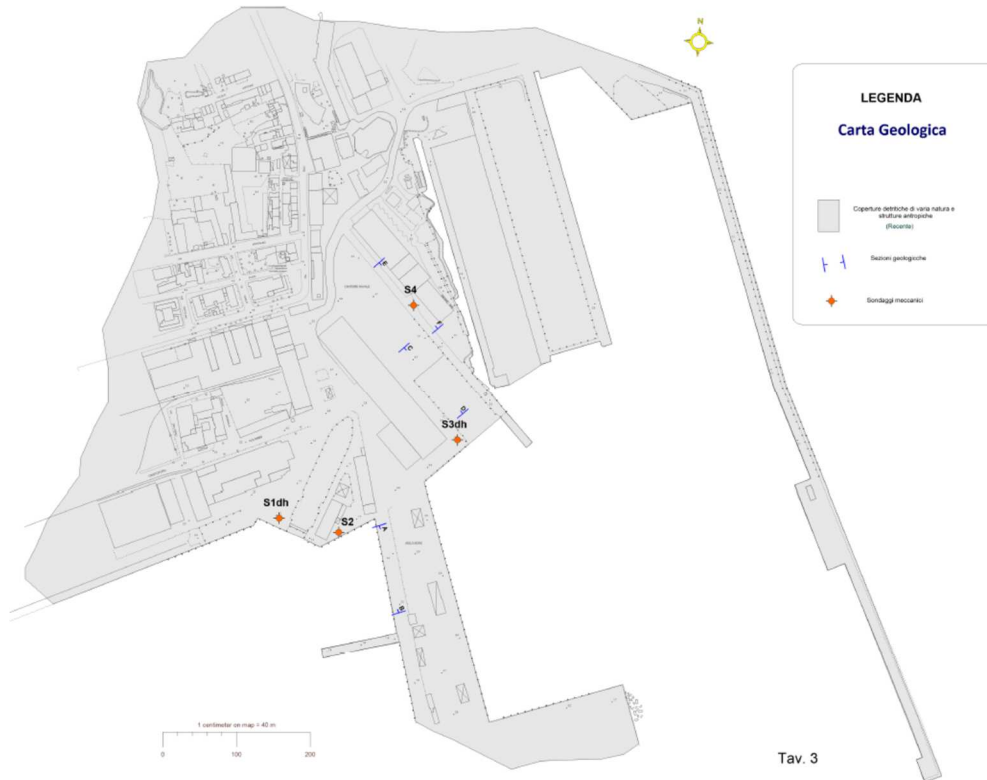 N
LEGENDA
Carta Geologica
Coperture detritiche di varia natura e
strutture antropiche
(Recente)
Sezioni geologiche
Sondaggi meccanici
S4
S3dh
S1dh
S2
C
D
A
B
1 centimeter on map = 40 m
0 100 200
Tav. 3